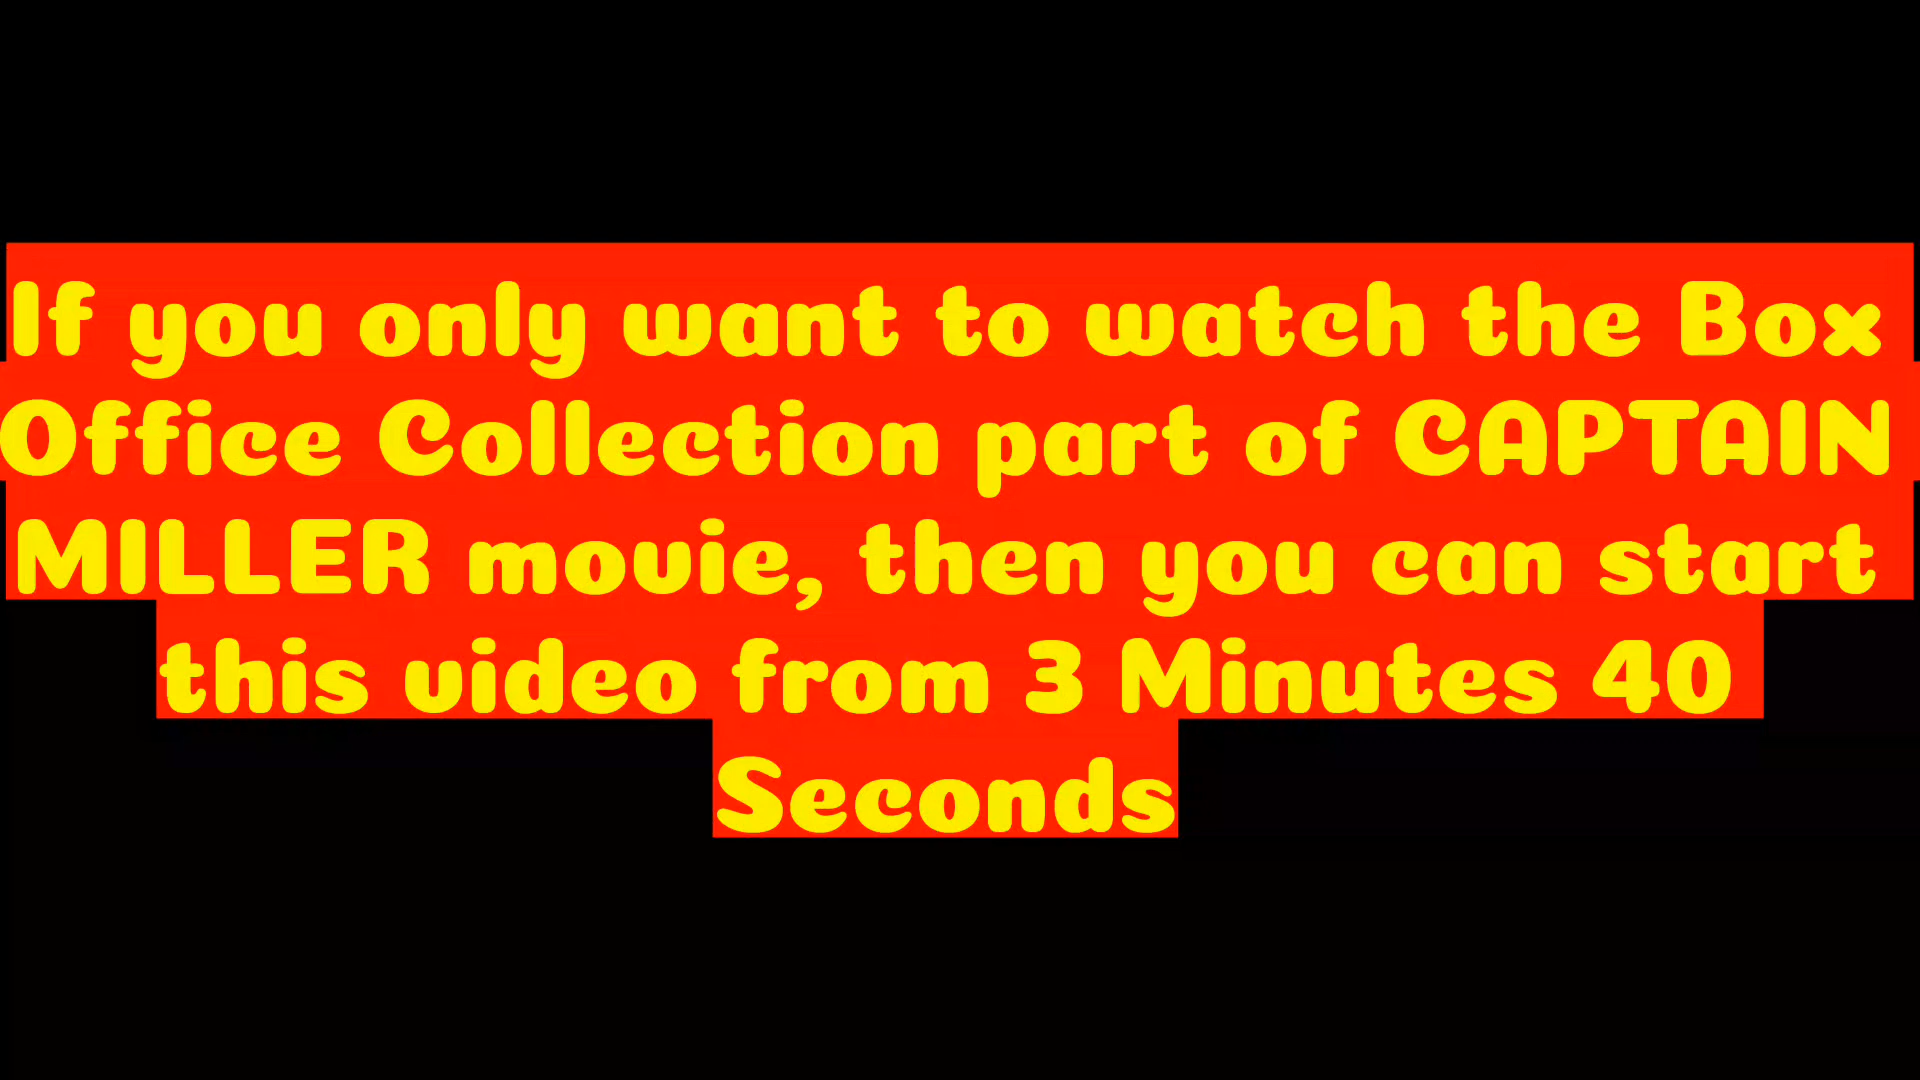 If you only want to watch the Box
Office Collection part of CAPTAIN
MILLER movie, then you can start
this video from 3 Minutes 40
Seconds